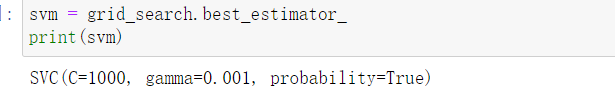 ]: svm = grid_search.best_estimator_
print(svm)
SVC(C=1000, gamma=0.001, probability=True)